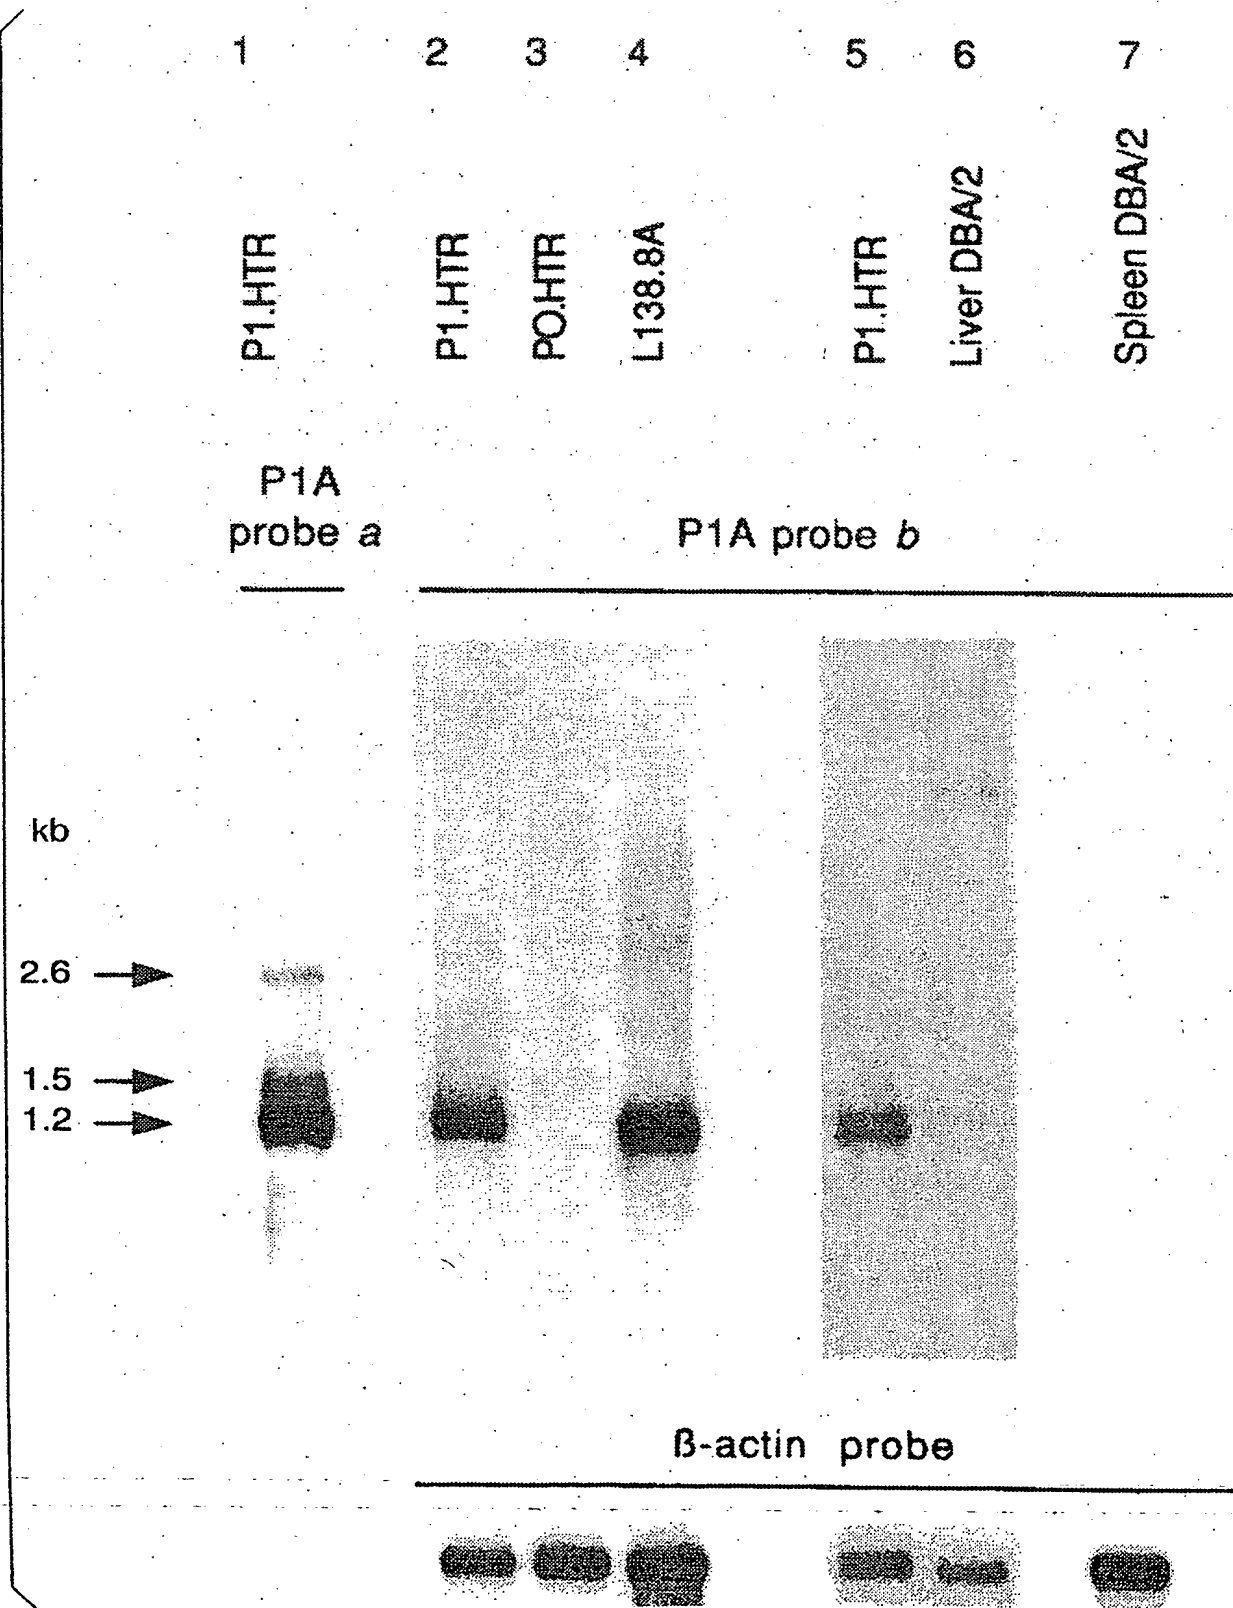 1 2 3 4 5 6 7
P1.HTR
P1.HTR
PO.HTR
L138.8A
P1.HTR
Liver DBA/2
Spleen DBA/2
P1A
probe a
P1A probe b
kb
2.6
1.5
1.2
ß-actin probe